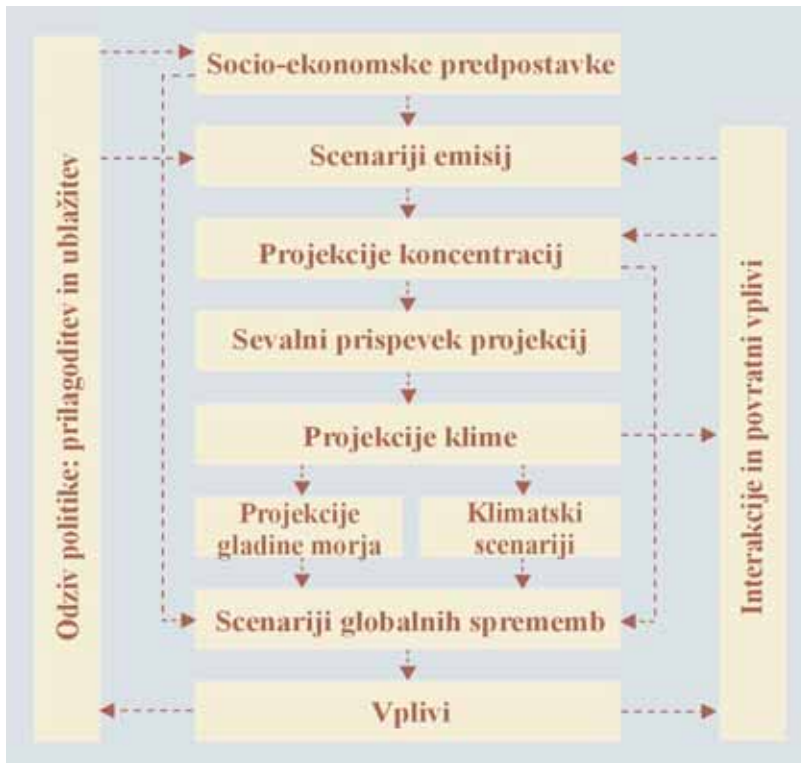 Socio-ekonomske predpostavke
Scenariji emisij
Projekcije koncentracij
Sevalni prispevek projekcij
Projekcije klime
Projekcije
gladine morja
Klimatski
scenariji
Scenariji globalnih sprememb
Vplivi
Odziv politike: prilagoditev in ublažitev
Interakcije in povratni vplivi